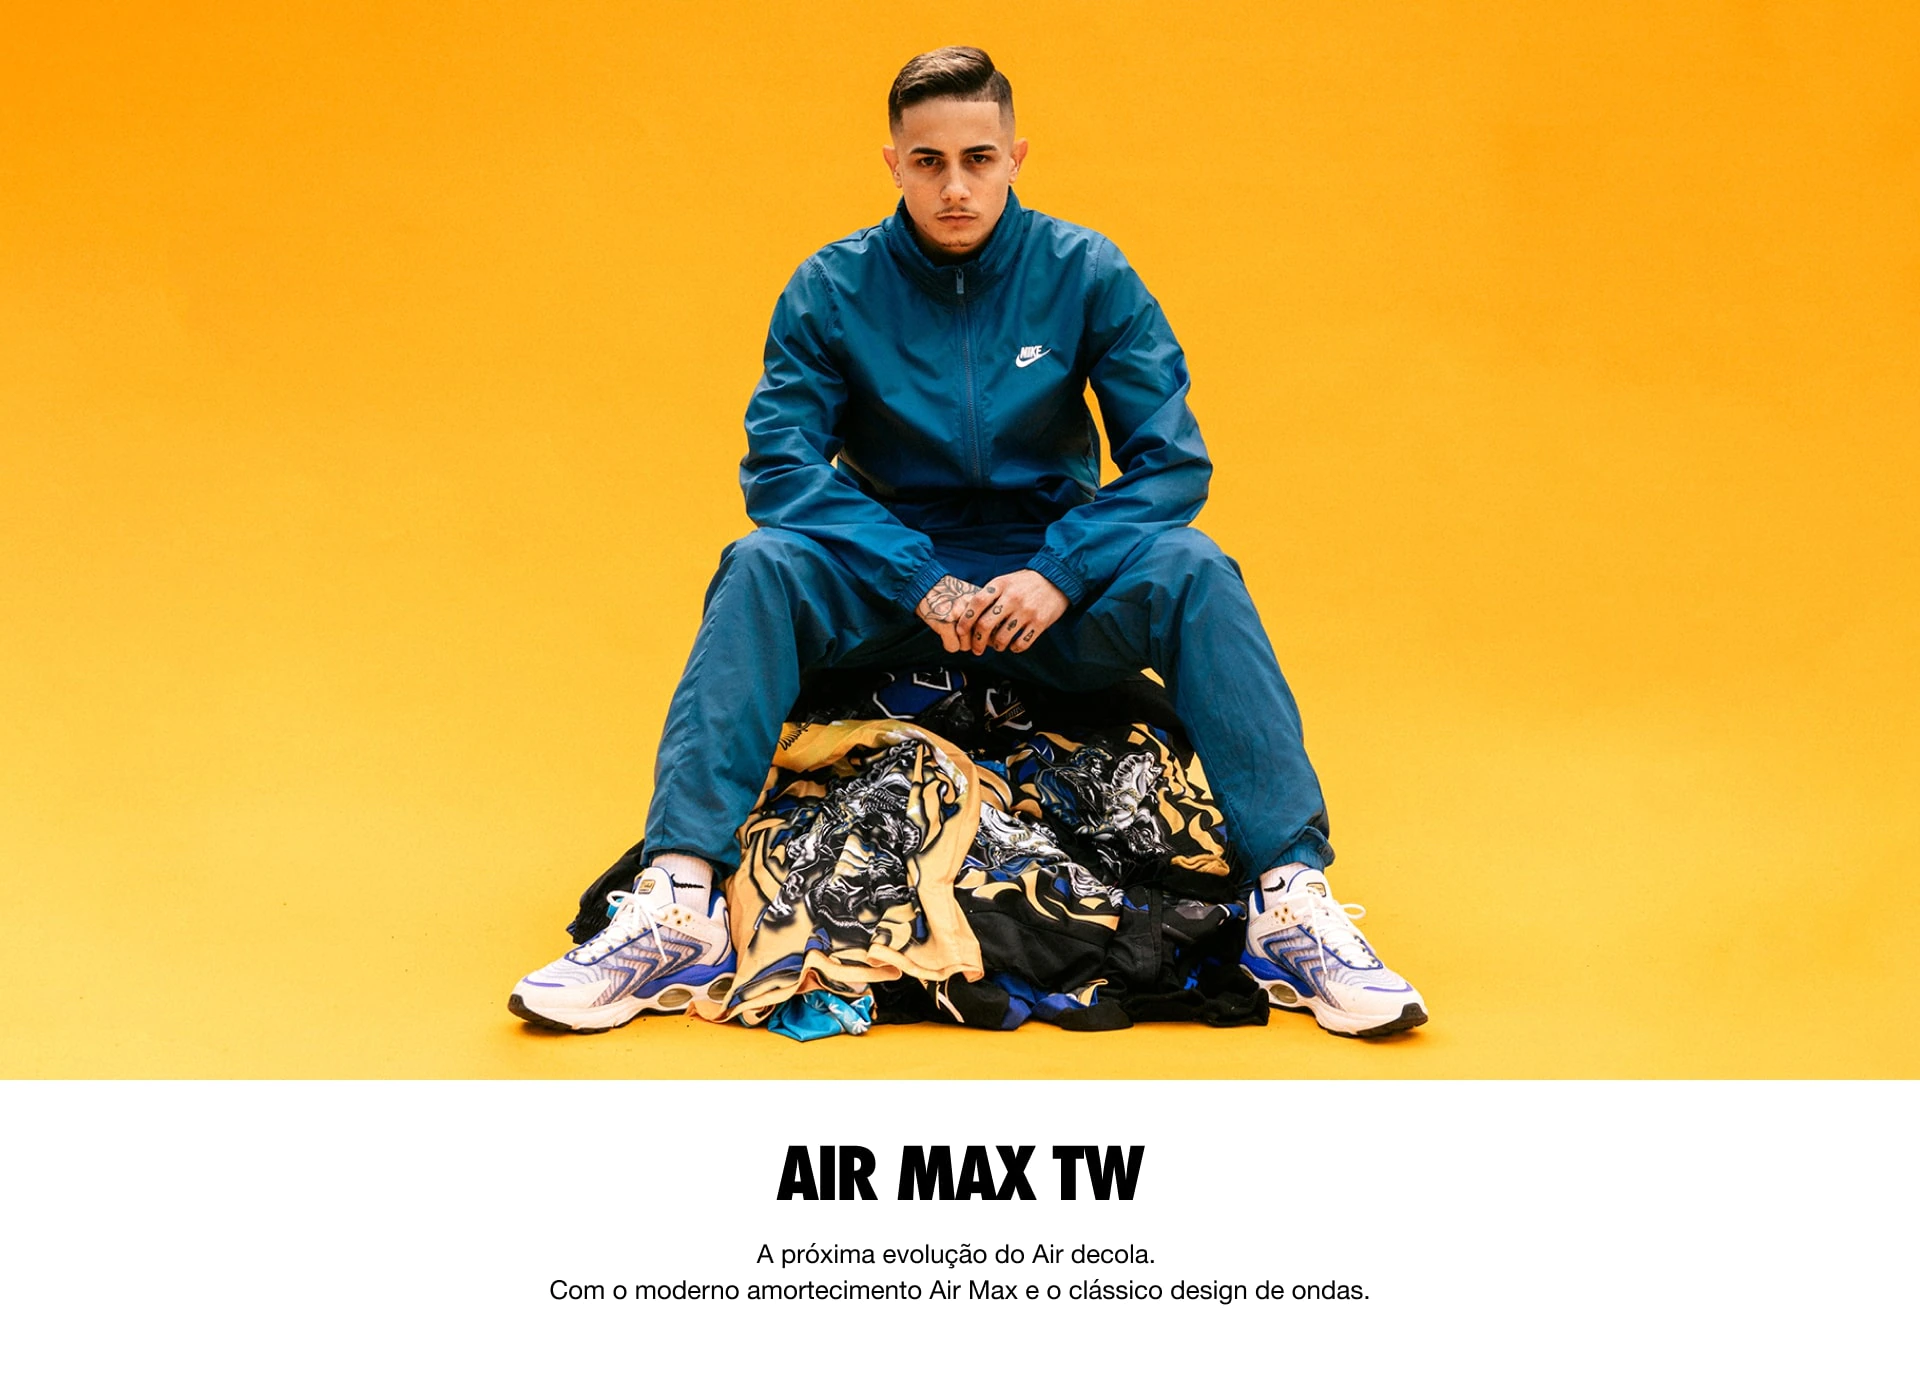 NIKE
AIR MAX TW
A próxima evolução do Air decola.
Com o moderno amortecimento Air Max e o clássico design de ondas.